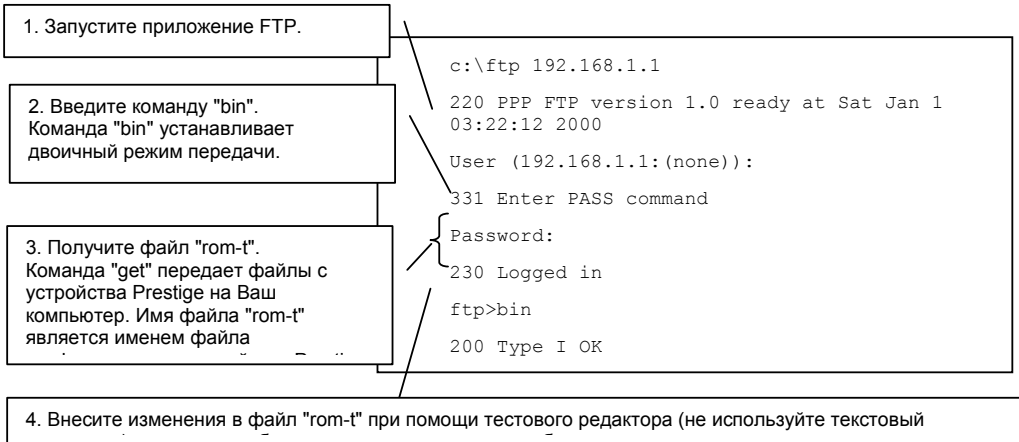 1. Запустите приложение FTP.
2. Введите команду "bin".
Команда "bin" устанавливает
двоичный режим передачи.
3. Получите файл "rom-t".
Команда "get" передает файлы с
устройства Prestige на Ваш
компьютер. Имя файла "rom-t"
является именем файла
c:\ftp 192.168.1.1
220 PPP FTP version 1.0 ready at Sat Jan 1
03:22:12 2000
User (192.168.1.1:(none)):
331 Enter PASS command
Password:
230 Logged in
ftp>bin
200 Type I OK
4. Внесите изменения в файл "rom-t" при помощи тестового редактора (не используйте текстовый